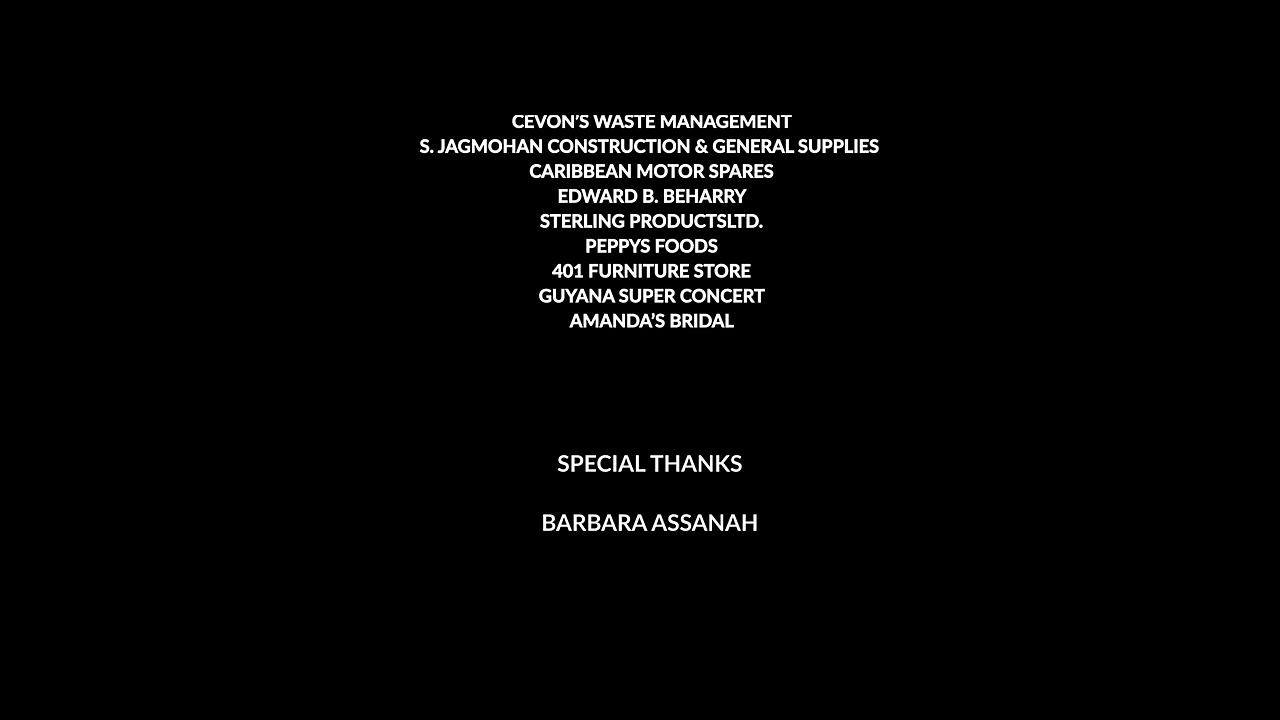 CEVON'S WASTE MANAGEMENT
S. JAGMOHAN CONSTRUCTION & GENERAL SUPPLIES
CARIBBEAN MOTOR SPARES
EDWARD B. BEHARRY
STERLING PRODUCTSLTD.
PEPPYS FOODS
401 FURNITURE STORE
GUYANA SUPER CONCERT
AMANDA’S BRIDAL
SPECIAL THANKS
BARBARA ASSANAH